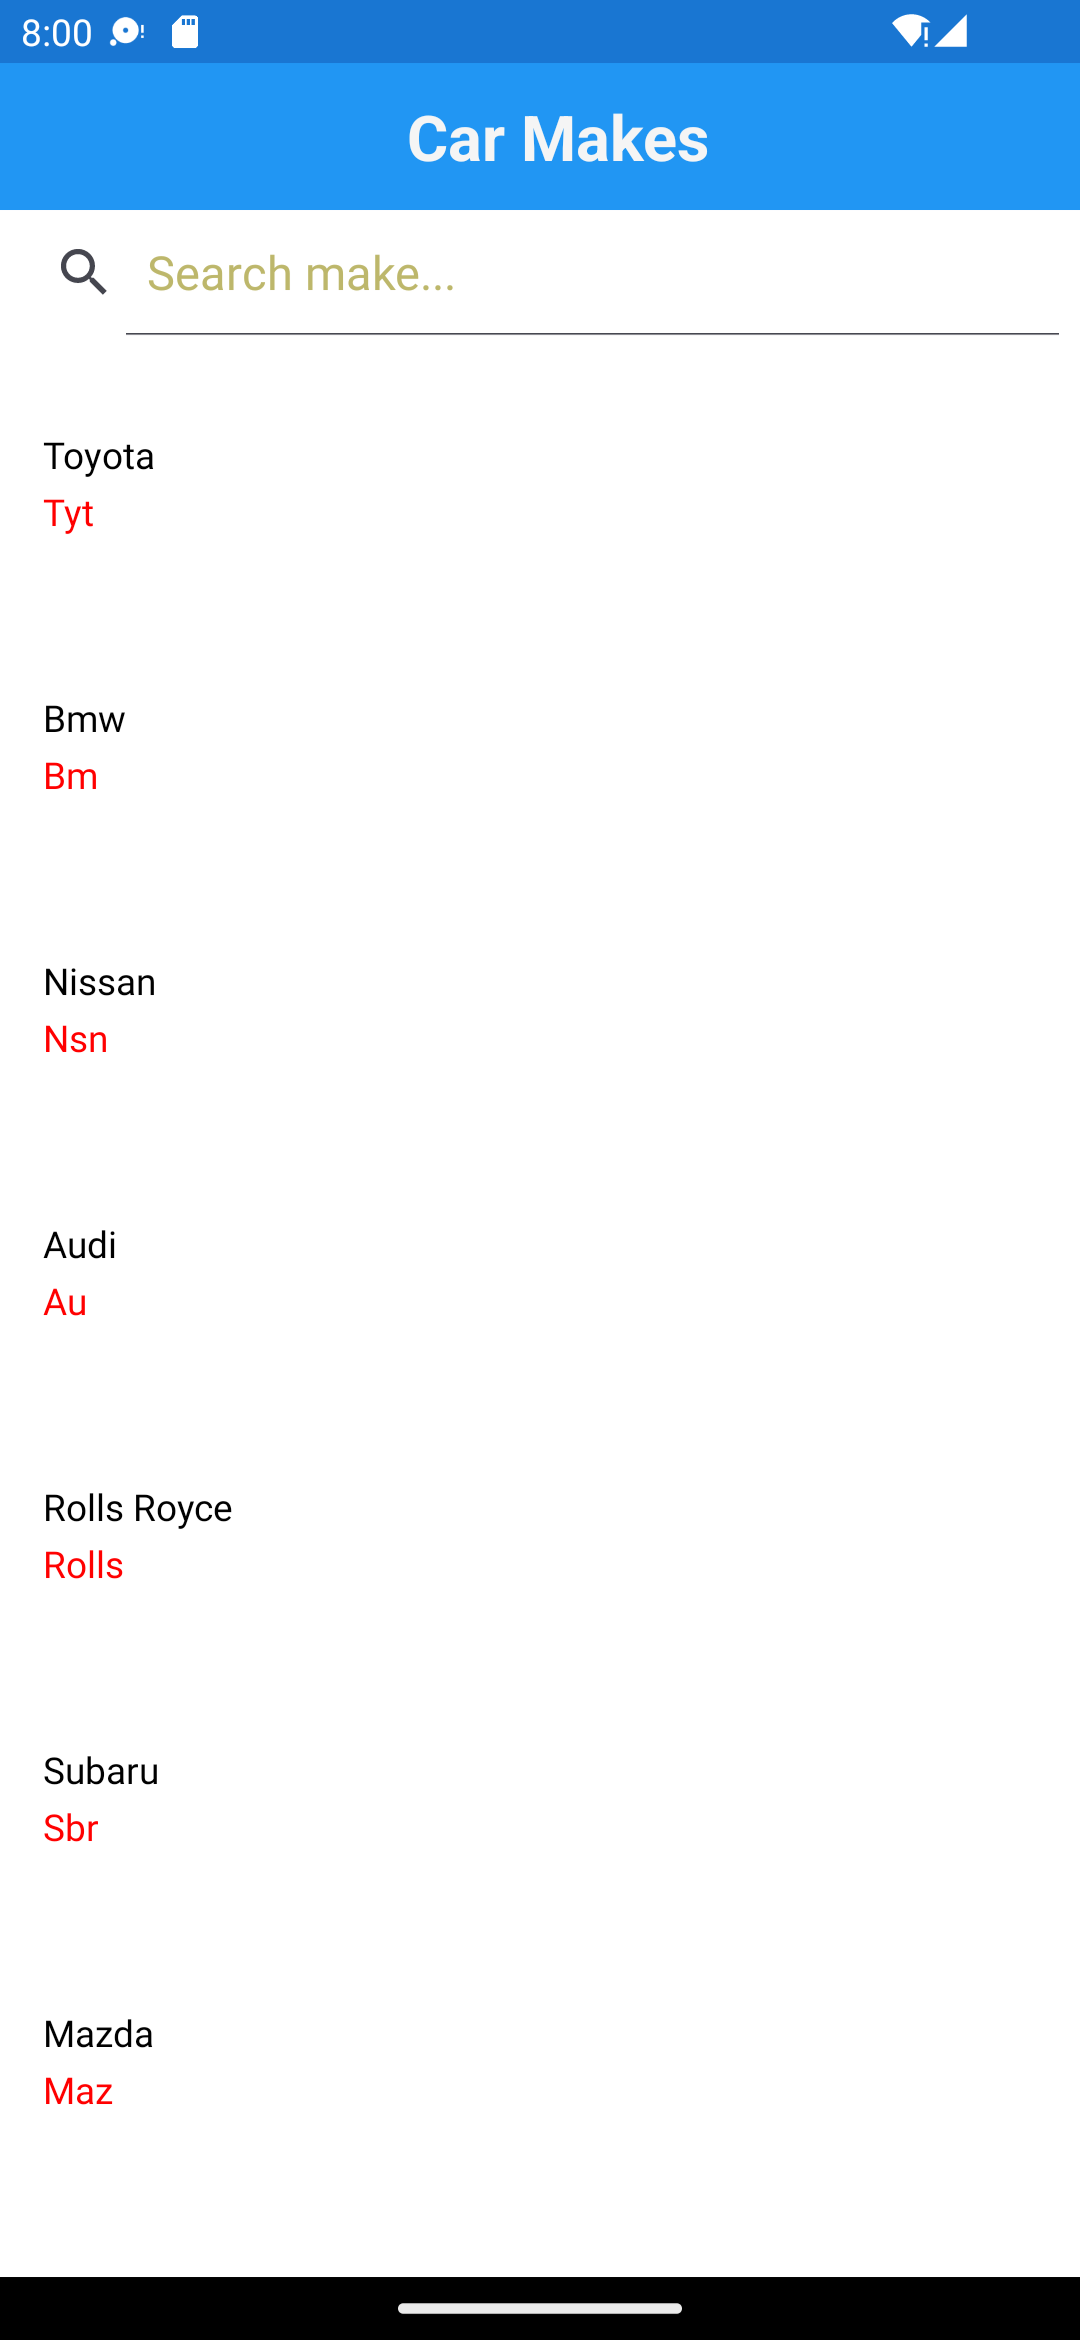 8:00
Car Makes
Search make...
Toyota
Tyt
Bmw
Bm
Nissan
Nsn
Audi
Au
Rolls Royce
Rolls
Subaru
Sbr
Mazda
Maz